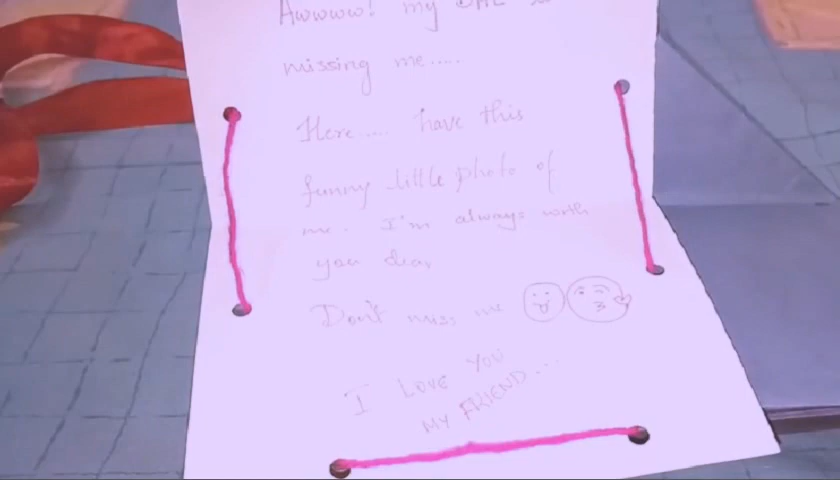 Awwww! my
missing me.....
Here..... have this
funny little photo of
me. I'm always with
you dear
Don't miss me
I LOVE YOU
MY FRIEND...